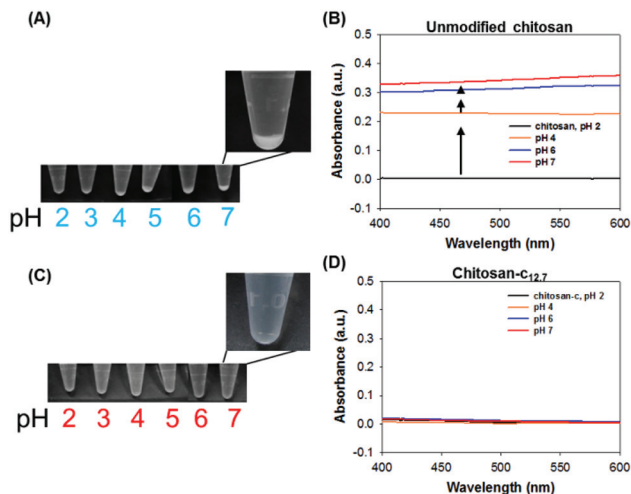 (A)
pH 2 3 4 5 6 7
(B)
Unmodified chitosan
Absorbance (a.u.)
0.5
0.4
0.3
0.2
0.1
0.0
-0.1
chitosan, pH 2
pH 4
pH 6
pH 7
400 450 500 550 600
Wavelength (nm)
(C)
pH 2 3 4 5 6 7
(D)
Chitosan-c12.7
Absorbance (a.u.)
0.5
0.4
0.3
0.2
0.1
0.0
-0.1
chitosan-c, pH 2
pH 4
pH 6
pH 7
400 450 500 550 600
Wavelength (nm)